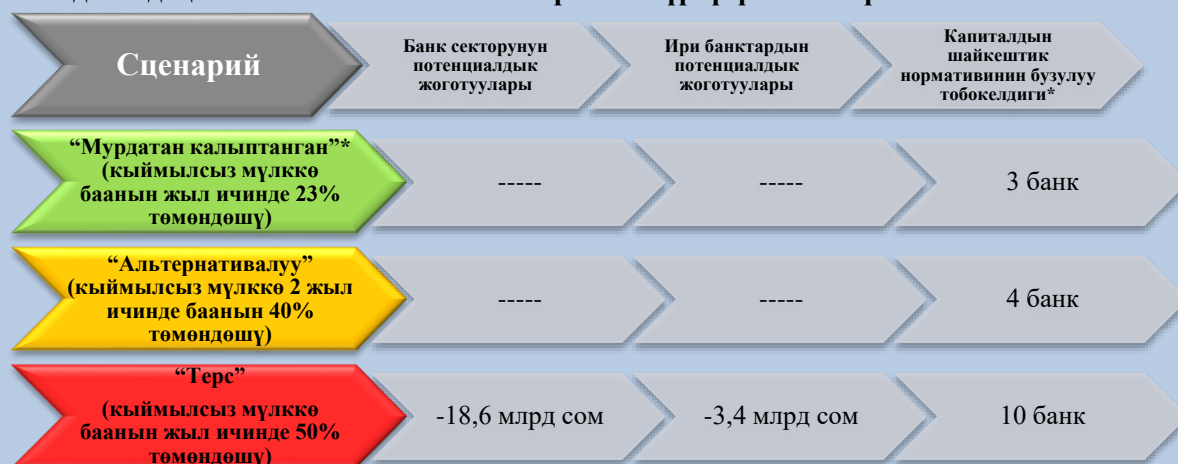 Сценарий
Банк секторунун
потенциалдык
жоготуулары
Ири банктардын
потенциалдык
жоготуулары
Капиталдын
шайкештик
нормативинин бузулуу
тобокелдиги*
“Мурдатан калыптанган”*
(кыймылсыз мүлккө
баанын жыл ичинде 23%
төмөндөшү)
-----
-----
3 банк
“Альтернативалуу”
(кыймылсыз мүлккө 2 жыл
ичинде баанын 40%
төмөндөшү)
-----
-----
4 банк
“Терс”
(кыймылсыз мүлккө
баанын жыл ичинде 50%
төмөндөшү)
-18,6 млрд сом
-3,4 млрд сом
10 банк